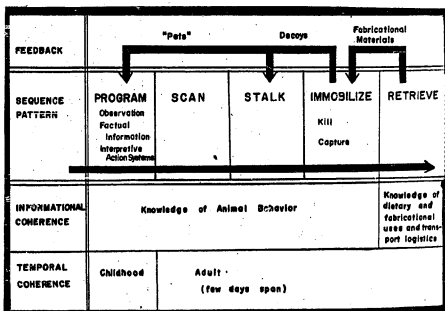 FEEDBACK
"Pets"
Decoys
Fabricational
Materials
SEQUENCE
PATTERN
PROGRAM
Observation
Factual
Information
Interpretive
Action Systems
SCAN
STALK
IMMOBILIZE
Kill
Capture
RETRIEVE
INFORMATIONAL
COHERENCE
Knowledge of Animal Behavior
Knowledge of
dietary and
fabricational
uses and trans-
port logistics
TEMPORAL
COHERENCE
Childhood
Adult
(few days span)